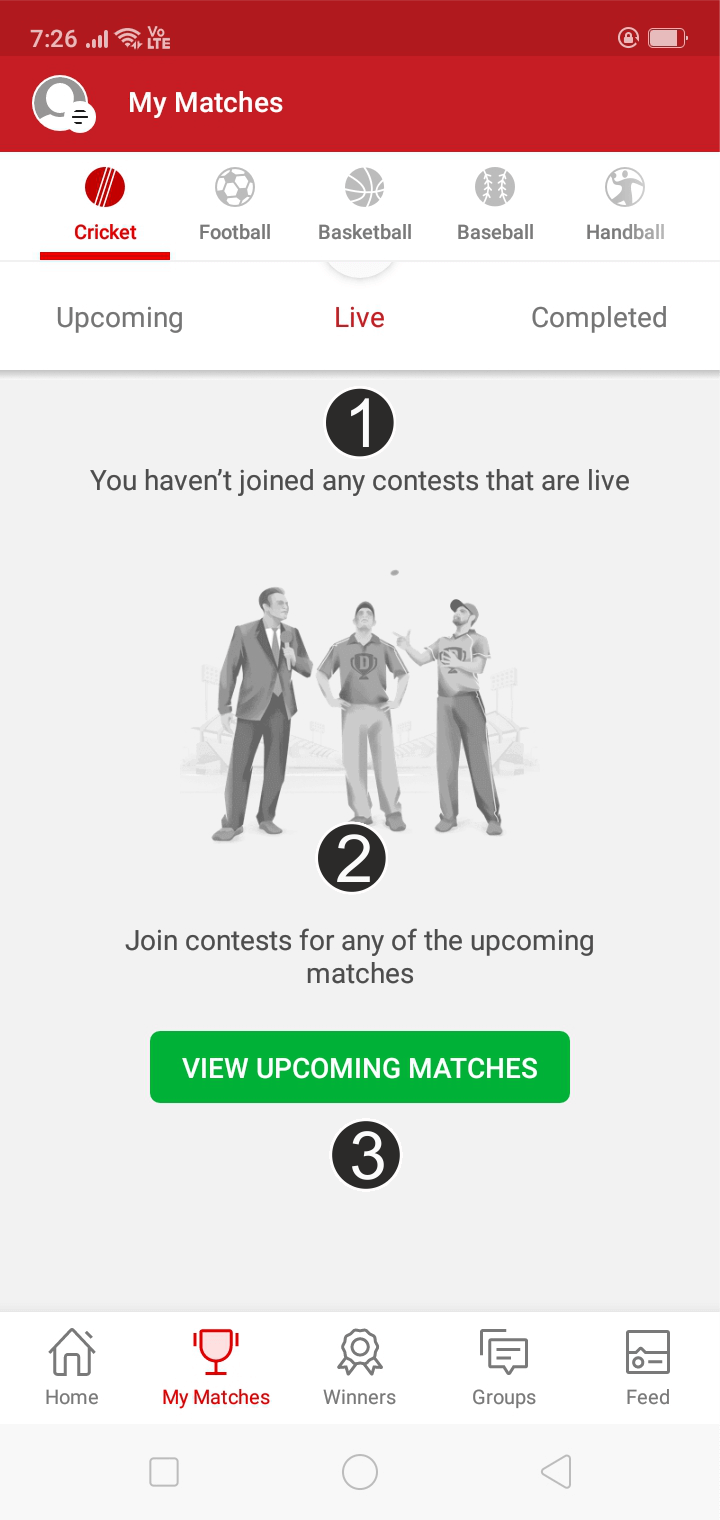 7:26 Vo LTE
My Matches
Cricket Football Basketball Baseball Handball
Upcoming Live Completed
1
You haven’t joined any contests that are live
D
2
Join contests for any of the upcoming
matches
VIEW UPCOMING MATCHES
3
Home My Matches Winners Groups Feed